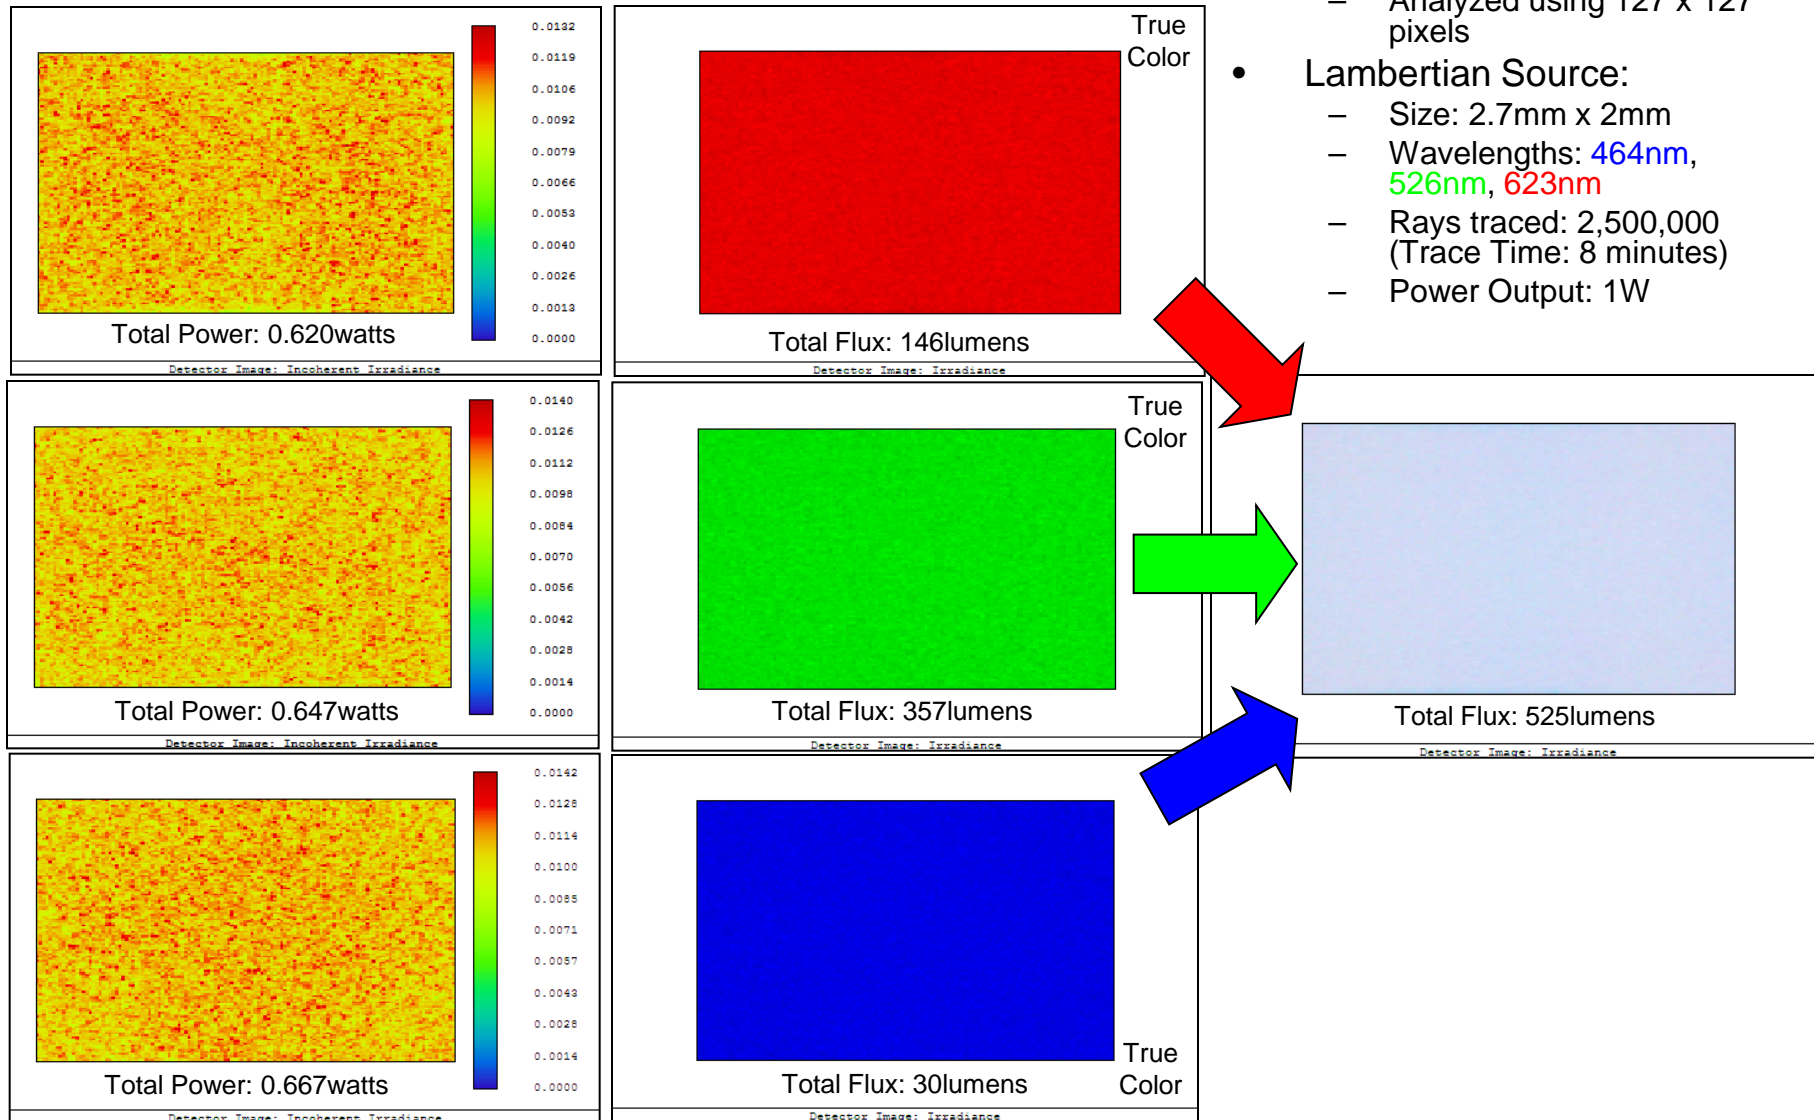 0.0132
0.0119
0.0106
0.0092
0.0079
0.0066
0.0053
0.0040
0.0026
0.0013
0.0000
Total Power: 0.620watts
Detector Image: Incoherent Irradiance
True
Color
Total Flux: 146lumens
Detector Image: Irradiance
– Analyzed using 127 x 127
pixels
• Lambertian Source:
– Size: 2.7mm x 2mm
– Wavelengths: 464nm,
526nm, 623nm
– Rays traced: 2,500,000
(Trace Time: 8 minutes)
– Power Output: 1W
0.0140
0.0126
0.0112
0.0098
0.0084
0.0070
0.0056
0.0042
0.0028
0.0014
0.0000
Total Power: 0.647watts
Detector Image: Incoherent Irradiance
True
Color
Total Flux: 357lumens
Detector Image: Irradiance
Total Flux: 525lumens
Detector Image: Irradiance
0.0142
0.0128
0.0114
0.0100
0.0085
0.0071
0.0057
0.0043
0.0028
0.0014
0.0000
Total Power: 0.667watts
Detector Image: Incoherent Irradiance
True
Color
Total Flux: 30lumens
Detector Image: Irradiance